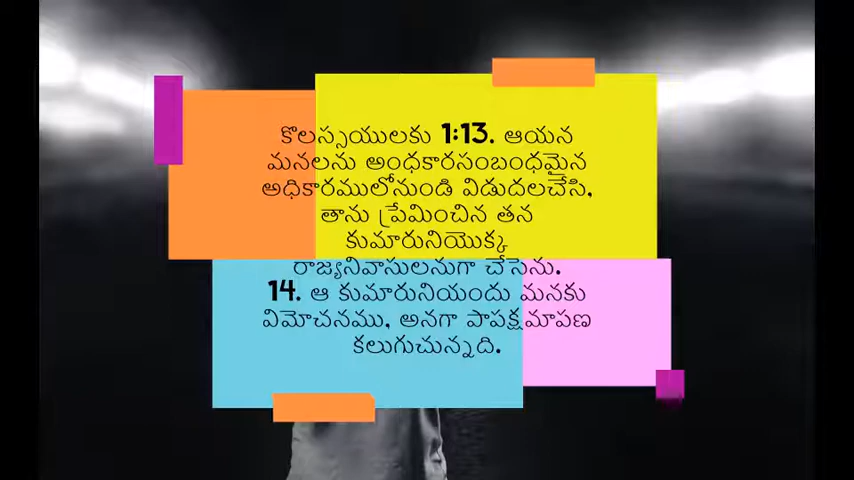 కొలస్సయులకు 1:13. ఆయన
మనలను అంధకారసంబంధమైన
అధికారములోనుండి విడుదలచేసి,
తాను ప్రేమించిన తన
కుమారునియొక్క
రాజ్యనివాసులనుగా చేసెను.
14. ఆ కుమారునియందు మనకు
విమోచనము, అనగా పాపక్షమాపణ
కలుగుచున్నది.